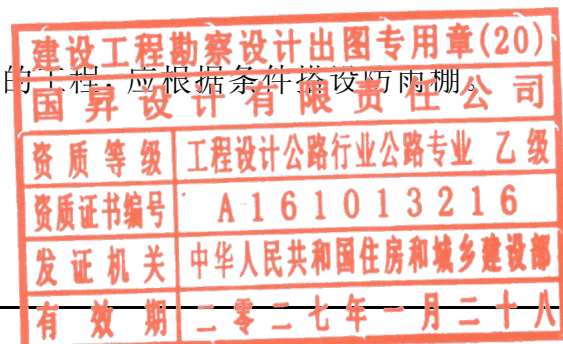 建设工程勘察设计出图专用章(20)
的工程，应根据条件搭设防雨棚。
国昇设计有限责任公司
资质等级 工程设计公路行业公路专业 乙级
资质证书编号 A161013216
发证机关 中华人民共和国住房和城乡建设部
有效期 二零二七年一月二十八